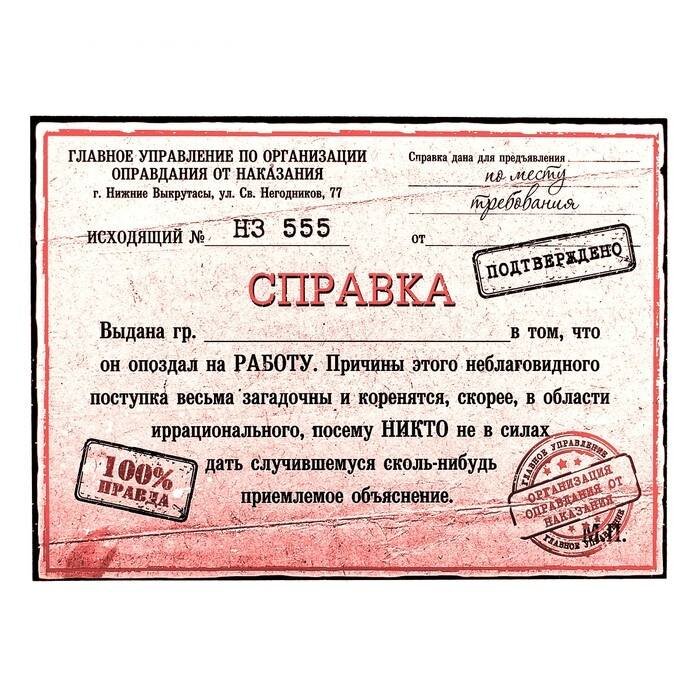 ГЛАВНОЕ УПРАВЛЕНИЕ ПО ОРГАНИЗАЦИИ
ОПРАВДАНИЯ ОТ НАКАЗАНИЯ
г. Нижние Выкрутасы, ул. Св. Негодников, 77
Справка дана для предъявления
по месту
требования
ИСХОДЯЩИЙ № НЗ 555
от
ПОДТВЕРЖДЕНО
СПРАВКА
Выдана гр. в том, что
он опоздал на РАБОТУ. Причины этого неблаговидного
поступка весьма загадочны и коренятся, скорее, в области
иррационального, посему НИКТО не в силах
дать случившемуся сколь-нибудь
приемлемое объяснение.
100%
ПРАВДА
ГЛАВНОЕ УПРАВЛЕНИЕ
ОРГАНИЗАЦИЯ
ОПРАВДАНИЯ ОТ
НАКАЗАНИЯ
М.П.
ГЛАВНОЕ УПРАВЛЕНИЕ